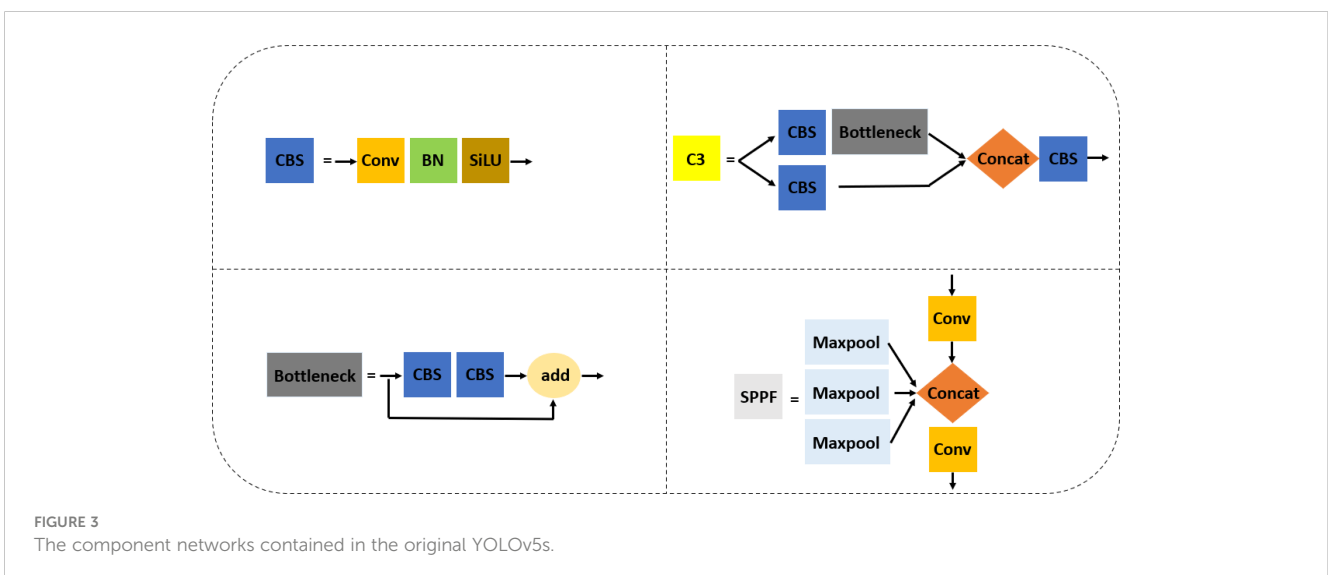 CBS = Conv BN SiLU
C3 = CBS Bottleneck Concat CBS
CBS
Bottleneck = CBS CBS add
Conv
Maxpool
SPPF = Maxpool Concat
Maxpool
Conv
FIGURE 3
The component networks contained in the original YOLOv5s.